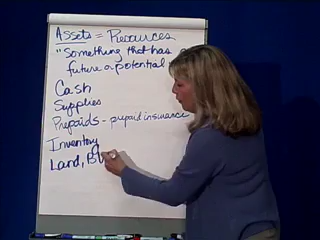 Assets = Resources
"Something that has
future or potential
Cash
Supplies
Prepaids - prepaid insurance
Inventory
Land, B